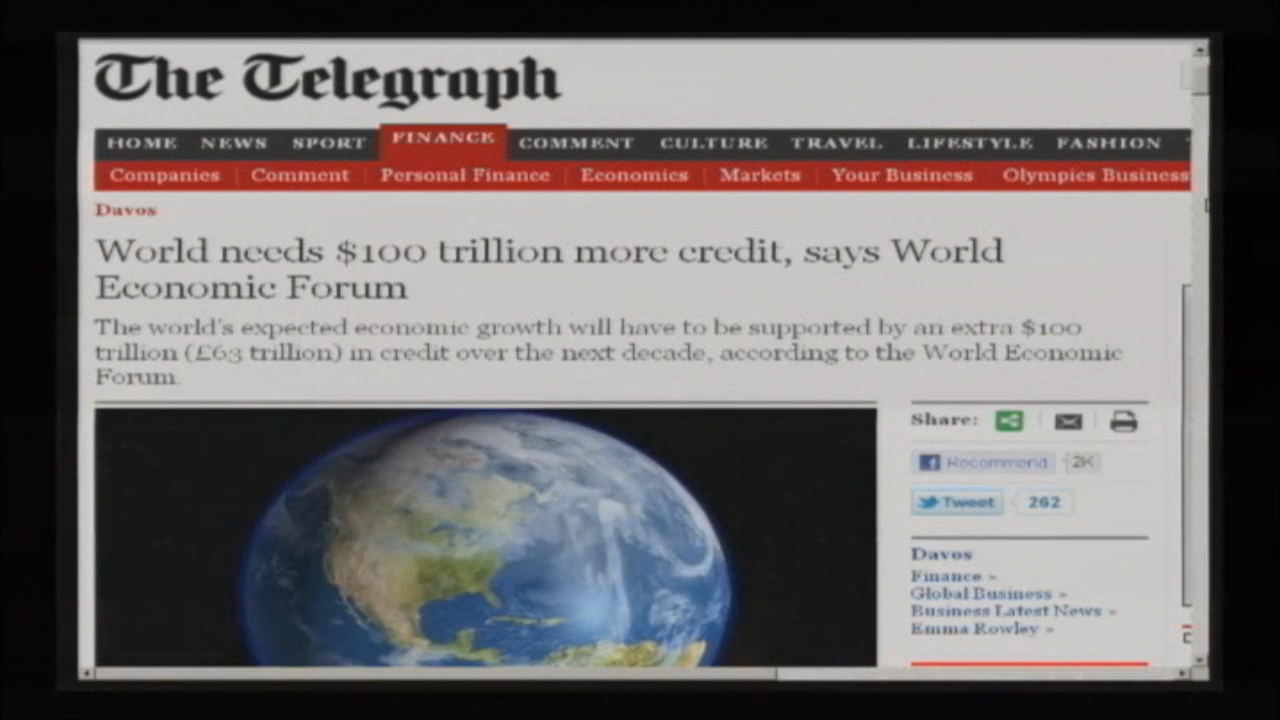 The Telegraph
HOME NEWS SPORT FINANCE COMMENT CULTURE TRAVEL LIFESTYLE FASHION
Companies Comment Personal Finance Economics Markets Your Business Olympics Business
Davos
World needs $100 trillion more credit, says World
Economic Forum
The world's expected economic growth will have to be supported by an extra $100
trillion (£63 trillion) in credit over the next decade, according to the World Economic
Forum.
Share:
Recommend 2K
Tweet 262
Davos
Finance »
Global Business »
Business Latest News »
Emma Rowley »